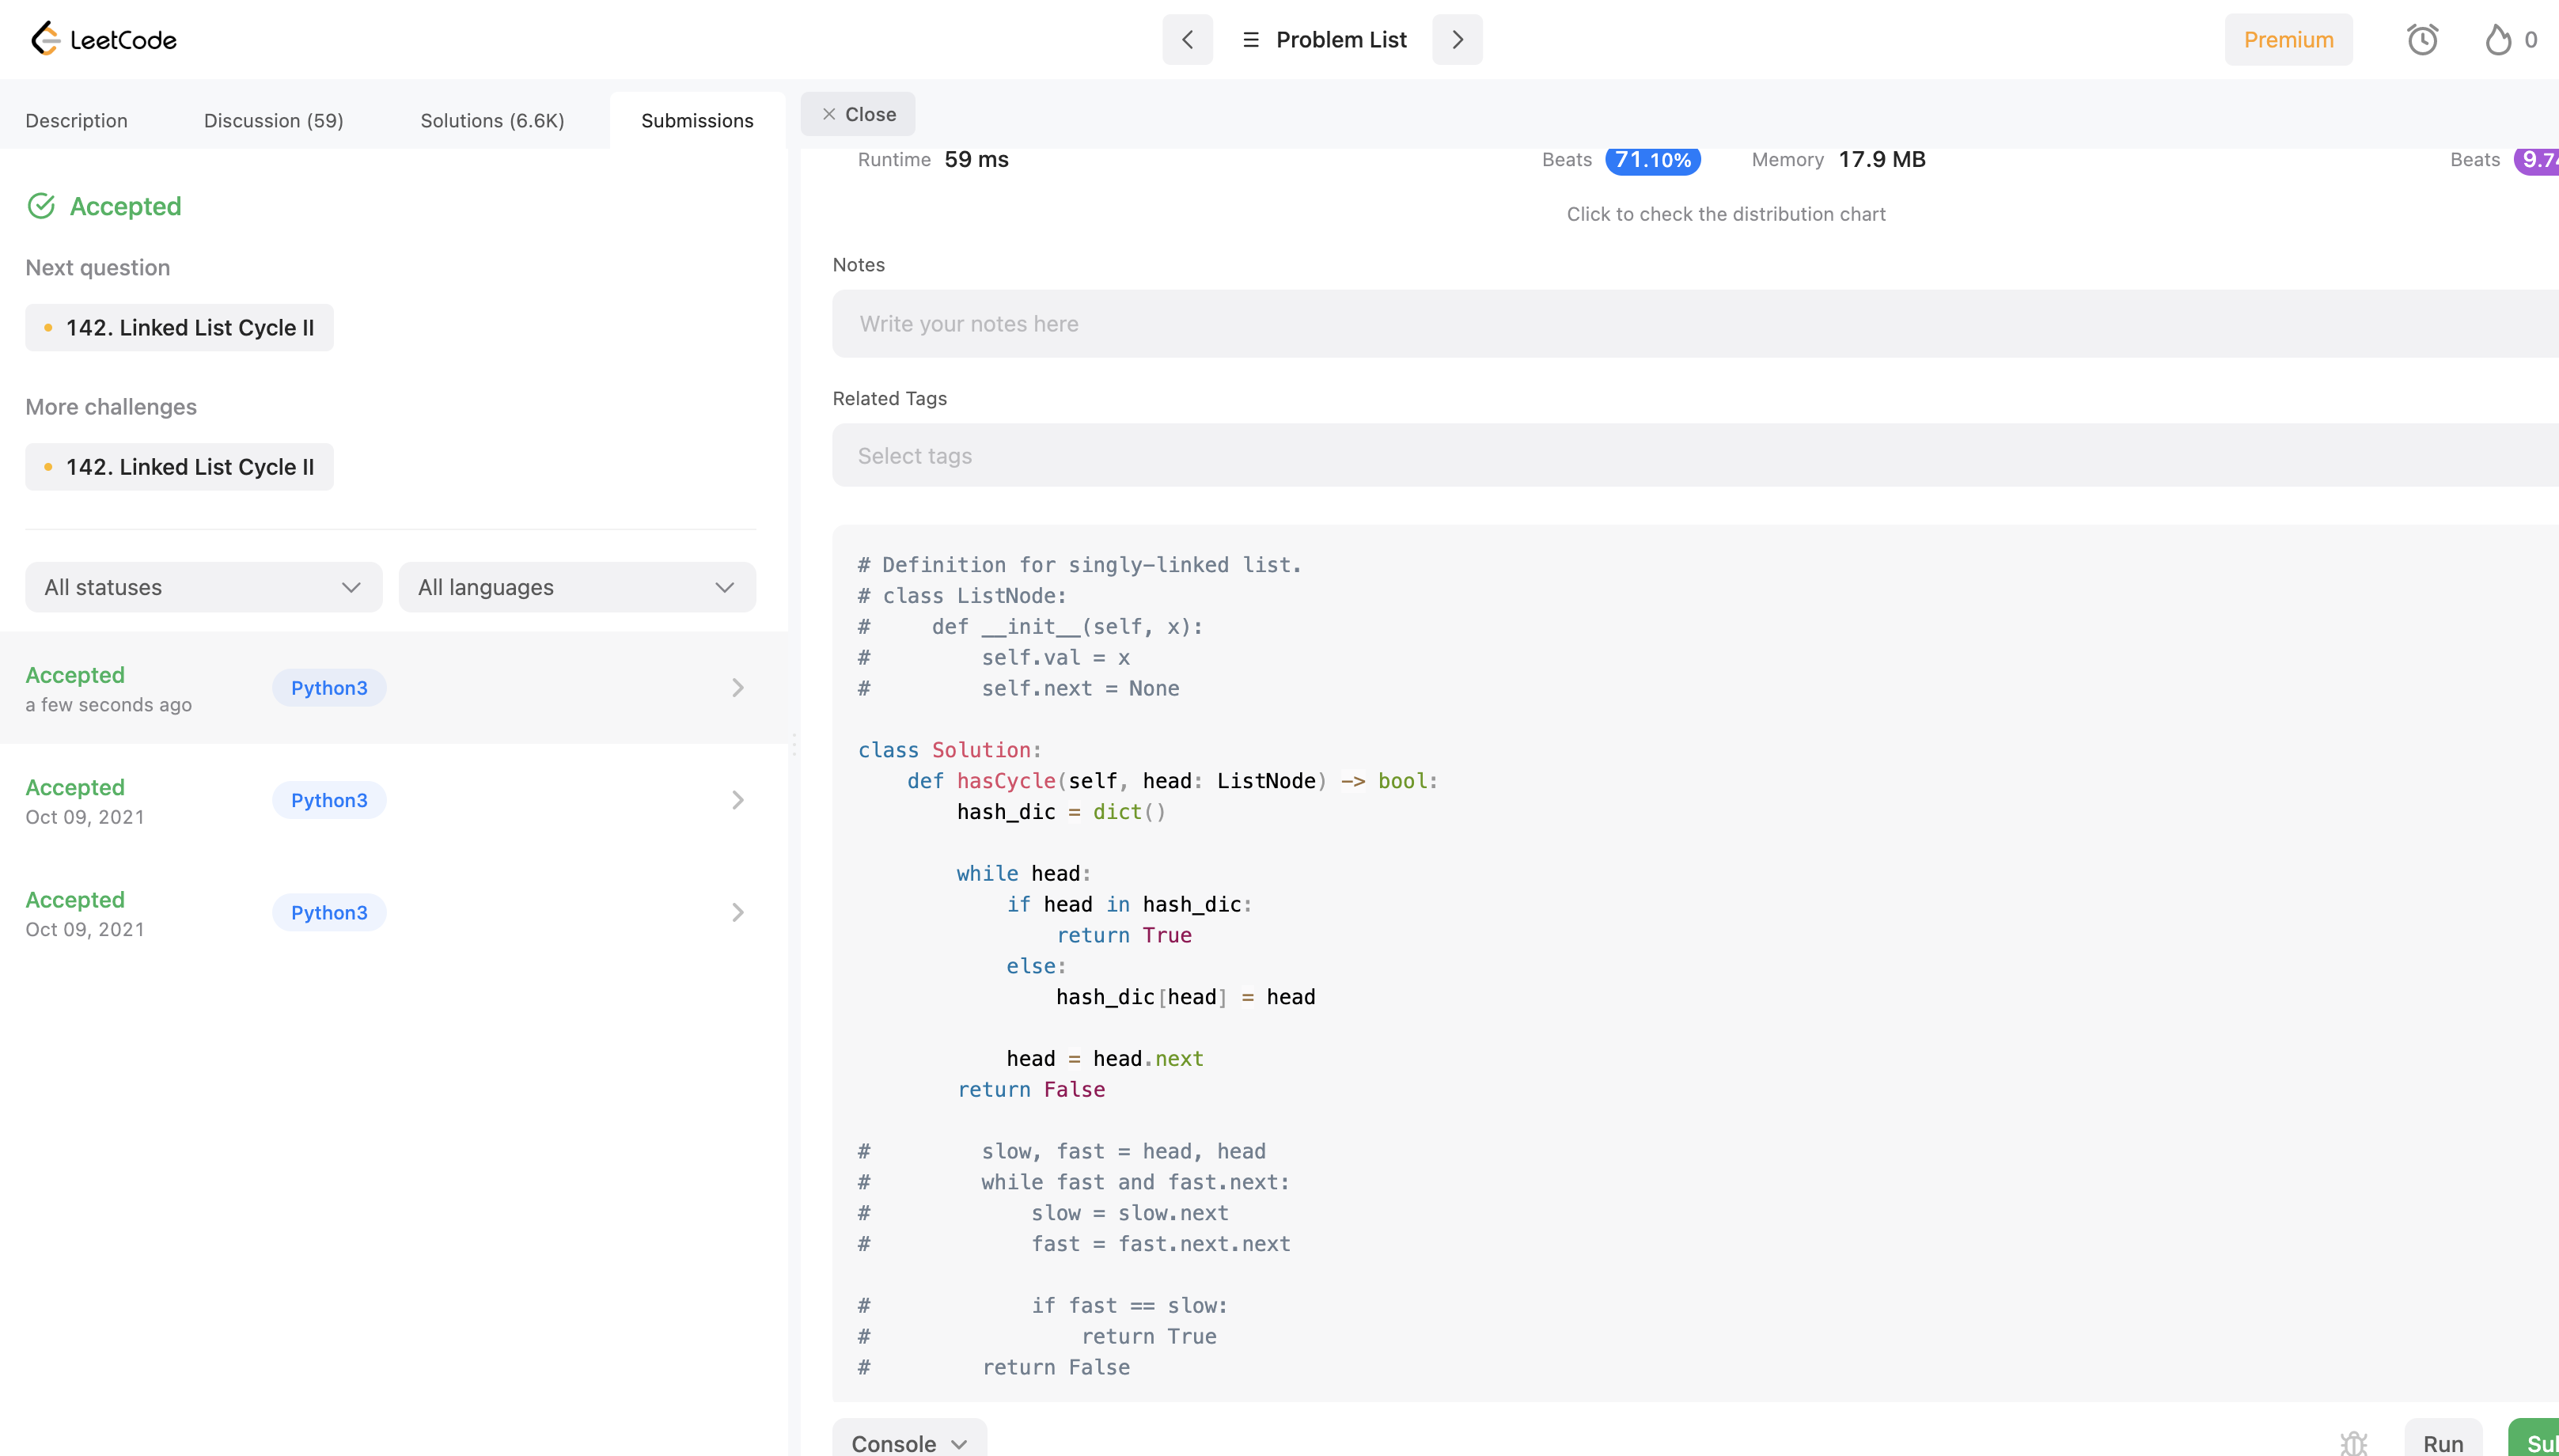 LeetCode
Problem List
Premium
0
Description
Discussion (59)
Solutions (6.6K)
Submissions
Close
Accepted
Next question
142. Linked List Cycle II
More challenges
142. Linked List Cycle II
All statuses
All languages
Accepted
a few seconds ago
Python3
Accepted
Oct 09, 2021
Python3
Accepted
Oct 09, 2021
Python3
Runtime 59 ms
Beats 71.10%
Memory 17.9 MB
Beats
Click to check the distribution chart
Notes
Write your notes here
Related Tags
Select tags
# Definition for singly-linked list.
# class ListNode:
#     def __init__(self, x):
#         self.val = x
#         self.next = None
class Solution:
    def hasCycle(self, head: ListNode) -> bool:
        hash_dic = dict()
        while head:
            if head in hash_dic:
                return True
            else:
                hash_dic[head] = head
            head = head.next
        return False
#         slow, fast = head, head
#         while fast and fast.next:
#             slow = slow.next
#             fast = fast.next.next
#             if fast == slow:
#                 return True
#         return False
Console
Run